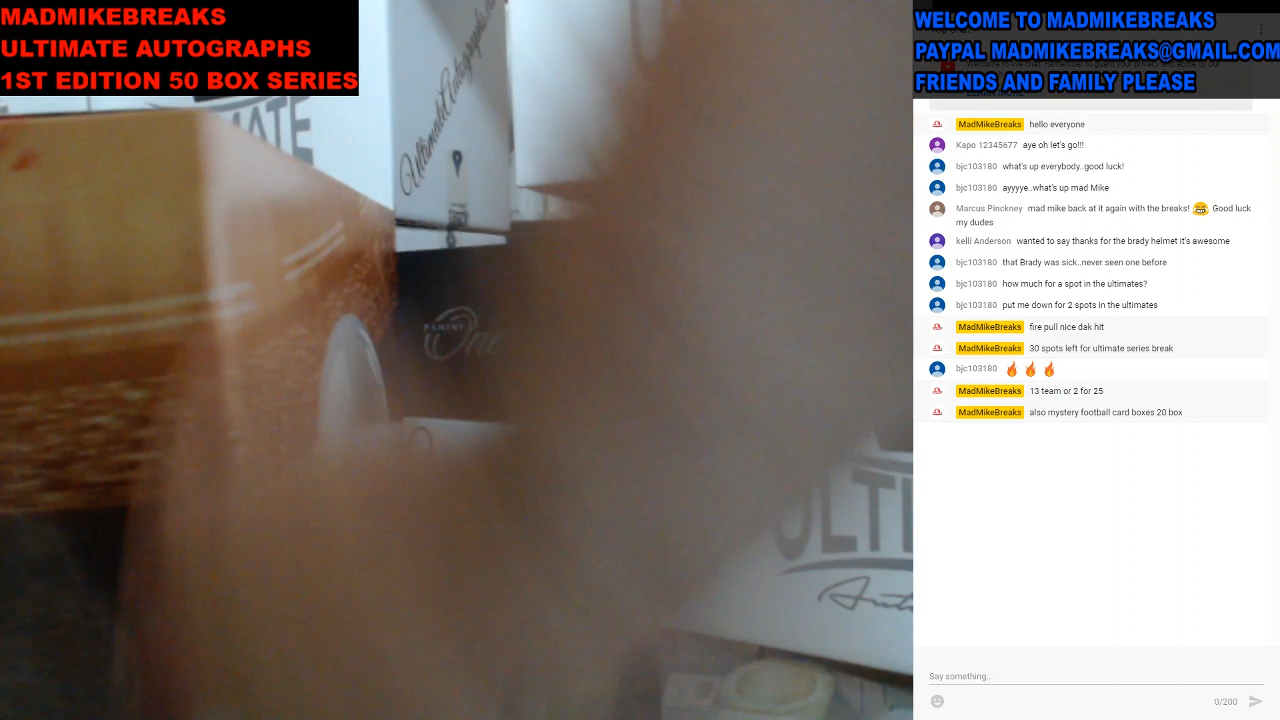 MADMIKEBREAKS
ULTIMATE AUTOGRAPHS
1ST EDITION 50 BOX SERIES
Ultimate Autographs
PANINI
One
WELCOME TO MADMIKEBREAKS
PAYPAL MADMIKEBREAKS@GMAIL.COM
FRIENDS AND FAMILY PLEASE
MadMikeBreaks hello everyone
Kapo 12345677 aye oh let's go!!!
bjc103180 what's up everybody..good luck!
bjc103180 ayyyye..what's up mad Mike
Marcus Pinckney mad mike back at it again with the breaks! 😂 Good luck
my dudes
kelli Anderson wanted to say thanks for the brady helmet it's awesome
bjc103180 that Brady was sick..never seen one before
bjc103180 how much for a spot in the ultimates?
bjc103180 put me down for 2 spots in the ultimates
MadMikeBreaks fire pull nice dak hit
MadMikeBreaks 30 spots left for ultimate series break
bjc103180 🔥 🔥 🔥
MadMikeBreaks 13 team or 2 for 25
MadMikeBreaks also mystery football card boxes 20 box
Say something...
0/200